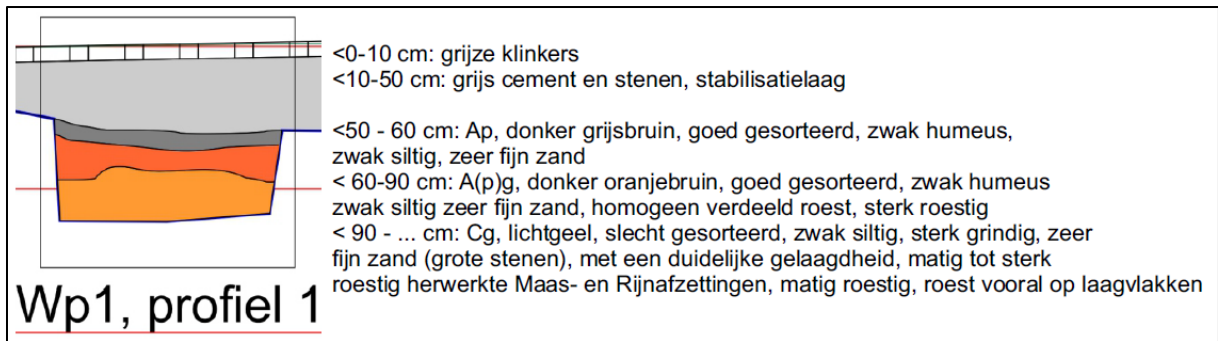 <0-10 cm: grijze klinkers
<10-50 cm: grijs cement en stenen, stabilisatielaag
<50 - 60 cm: Ap, donker grijsbruin, goed gesorteerd, zwak humeus,
zwak siltig, zeer fijn zand
< 60-90 cm: A(p)g, donker oranjebruin, goed gesorteerd, zwak humeus
zwak siltig zeer fijn zand, homogeen verdeeld roest, sterk roestig
< 90 - ... cm: Cg, lichtgeel, slecht gesorteerd, zwak siltig, sterk grindig, zeer
fijn zand (grote stenen), met een duidelijke gelaagdheid, matig tot sterk
roestig herwerkte Maas- en Rijnafzettingen, matig roestig, roest vooral op laagvlakken
Wp1, profiel 1